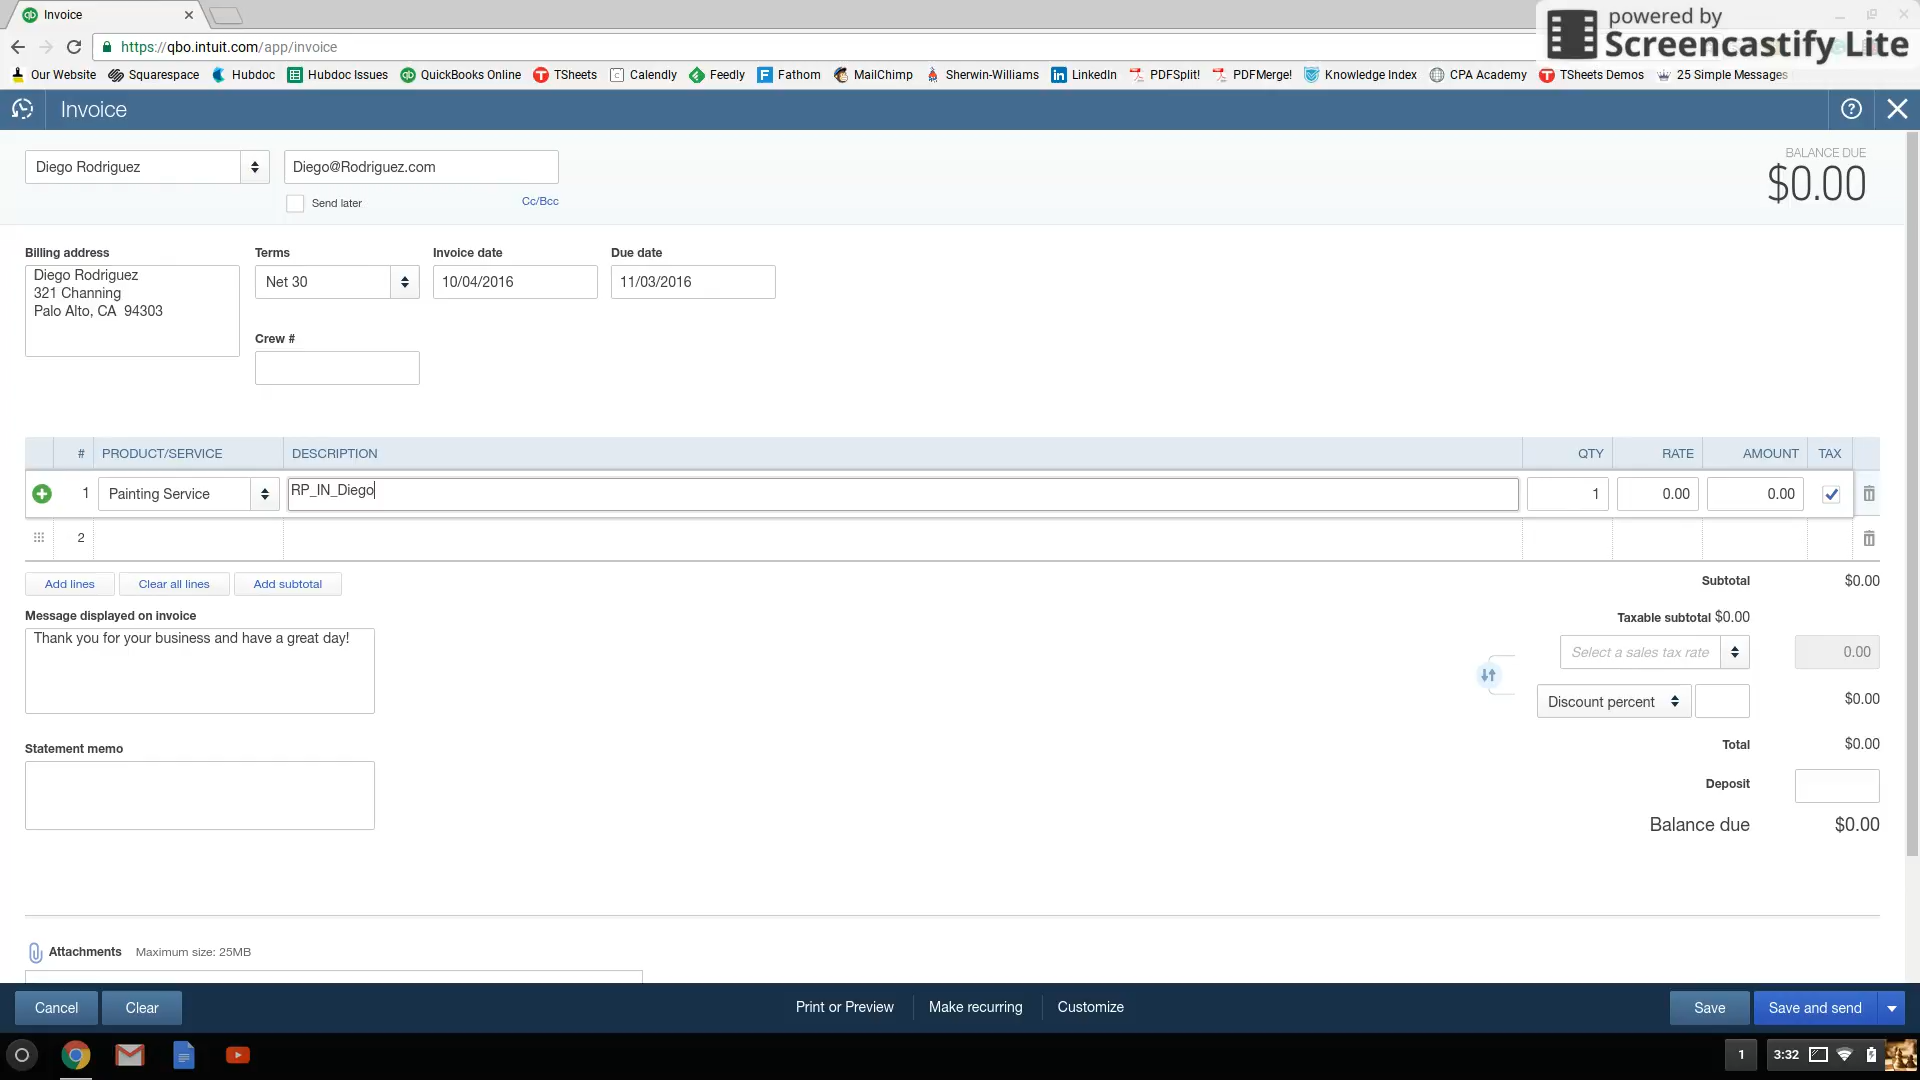 Invoice
powered by
Screencastify Lite
https://qbo.intuit.com/app/invoice
Our Website Squarespace Hubdoc Hubdoc Issues QuickBooks Online TSheets Calendly Feedly Fathom MailChimp Sherwin-Williams LinkedIn PDFSplit! PDFMerge! Knowledge Index CPA Academy TSheets Demos 25 Simple Messages
Invoice
Diego Rodriguez
Diego@Rodriguez.com
Send later
Cc/Bcc
BALANCE DUE
$0.00
Billing address
Diego Rodriguez
321 Channing
Palo Alto, CA 94303
Terms
Net 30
Invoice date
10/04/2016
Due date
11/03/2016
Crew #
# PRODUCT/SERVICE DESCRIPTION QTY RATE AMOUNT TAX
1 Painting Service RP_IN_Diego 1 0.00 0.00
2
Add lines Clear all lines Add subtotal
Subtotal $0.00
Message displayed on invoice
Thank you for your business and have a great day!
Taxable subtotal $0.00
Select a sales tax rate 0.00
Discount percent $0.00
Statement memo
Total $0.00
Deposit
Balance due $0.00
Attachments Maximum size: 25MB
Cancel Clear Print or Preview Make recurring Customize Save Save and send
1 3:32